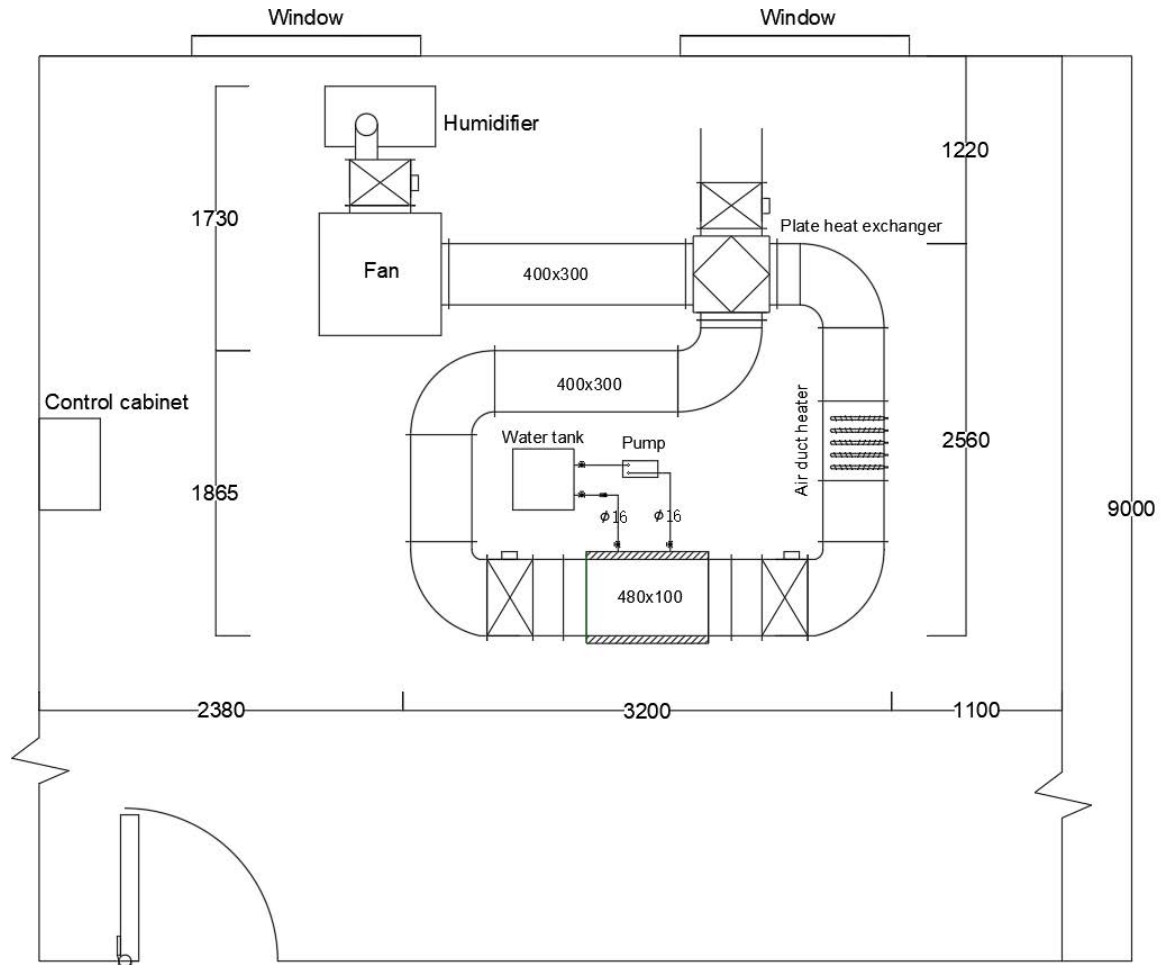 Window
Window
Humidifier
1220
1730
Plate heat exchanger
Fan
400x300
400x300
Control cabinet
Water tank
Pump
Air duct heater
2560
1865
ϕ16
ϕ16
9000
480x100
2380
3200
1100